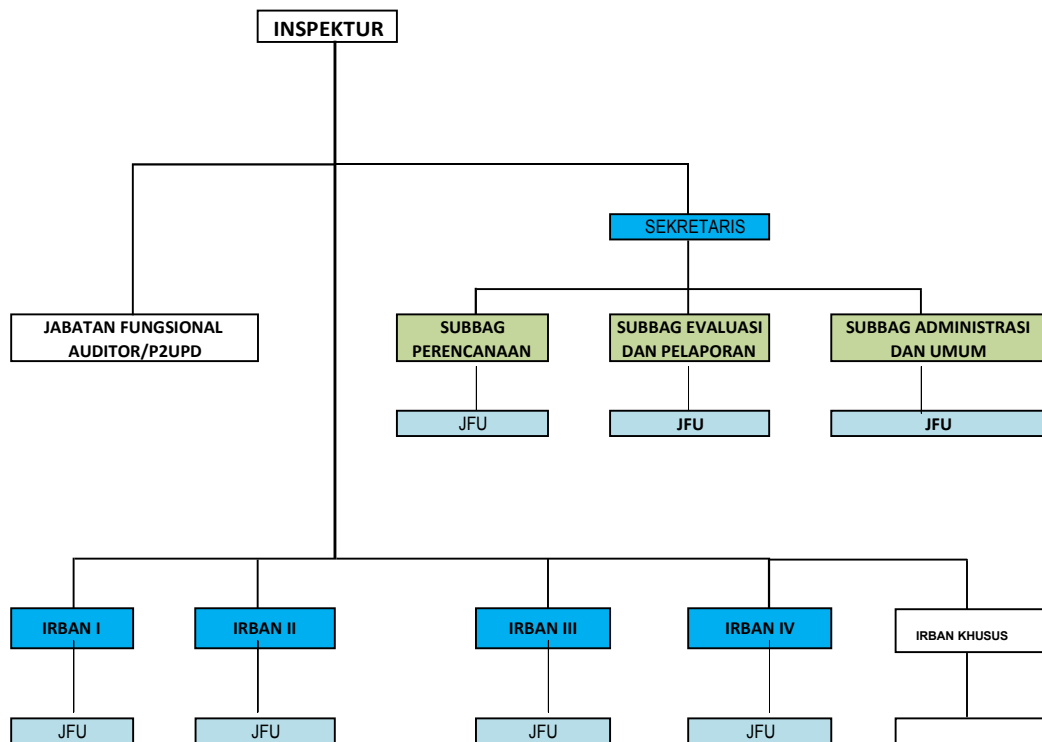 INSPEKTUR
SEKRETARIS
JABATAN FUNGSIONAL
AUDITOR/P2UPD
SUBBAG
PERENCANAAN
SUBBAG EVALUASI
DAN PELAPORAN
SUBBAG ADMINISTRASI
DAN UMUM
JFU
JFU
JFU
IRBAN I
IRBAN II
IRBAN III
IRBAN IV
IRBAN KHUSUS
JFU
JFU
JFU
JFU